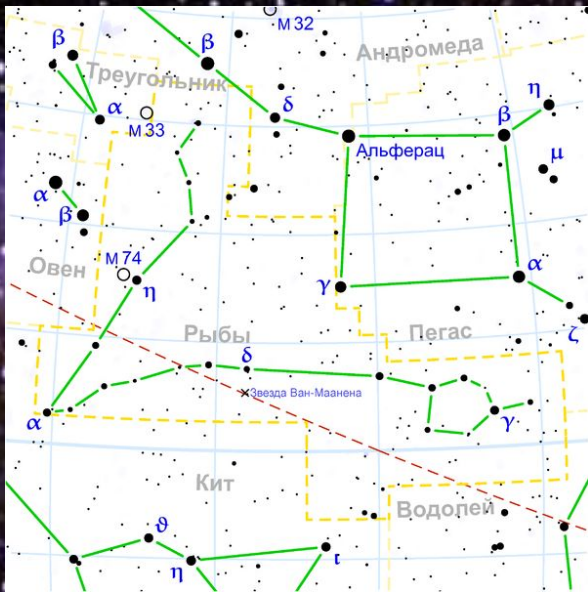 M 32
Андромеда
β
β
Треугольник
η
α
M 33
δ
β
Альферац
μ
α
β
Овен
M 74
η
γ
α
ζ
Рыбы
Пегас
δ
Звезда Ван-Маанена
α
γ
Кит
Водолей
θ
η
ι